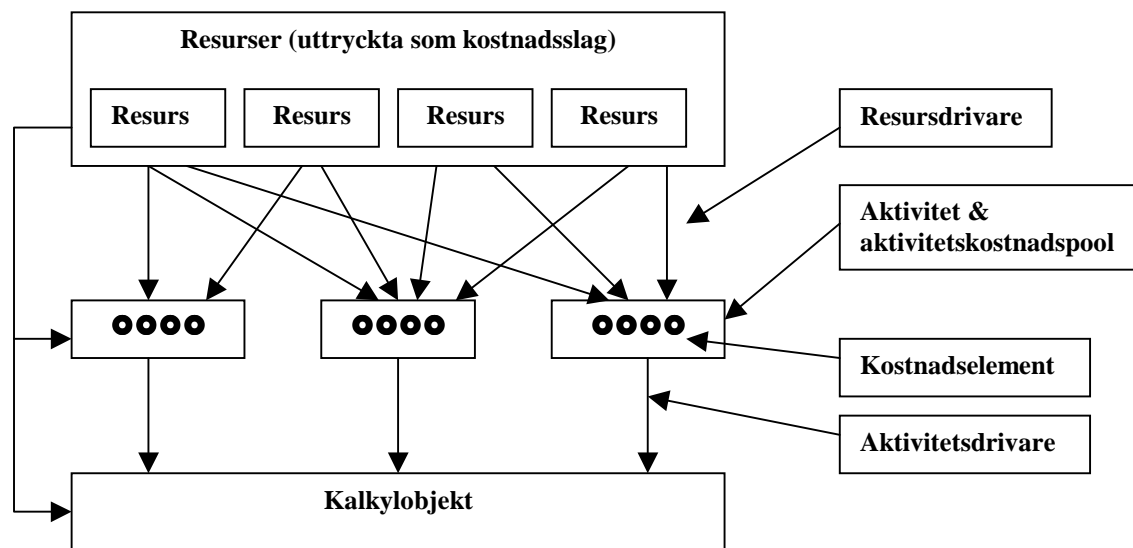 Resurser (uttryckta som kostnadsslag)
Resurs
Resurs
Resurs
Resurs
Resursdrivare
Aktivitet &
aktivitetskostnadspool
Kostnadselement
Aktivitetsdrivare
Kalkylobjekt